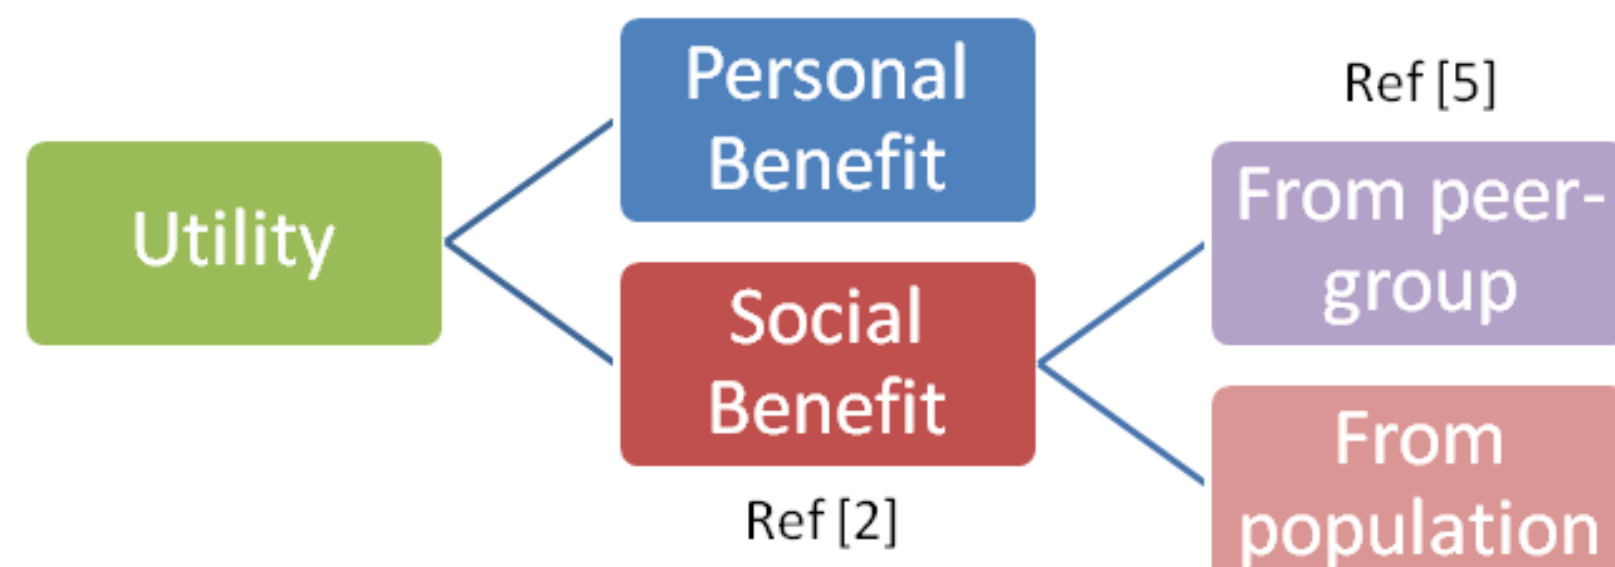 Utility
Personal
Benefit
Social
Benefit
Ref [2]
Ref [5]
From peer-
group
From
population